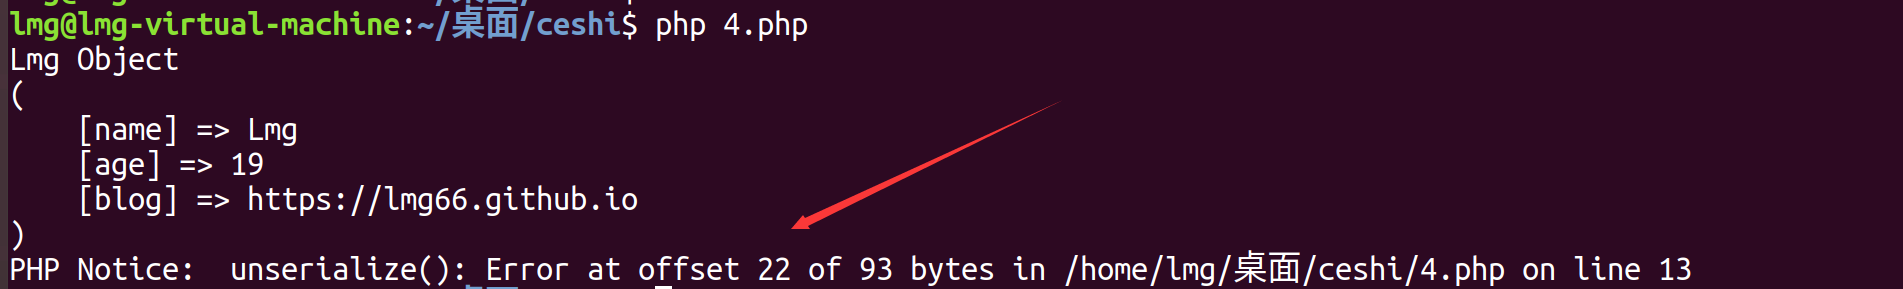 lmg@lmg-virtual-machine:~/桌面/ceshi$ php 4.php
Lmg Object
(
    [name] => Lmg
    [age] => 19
    [blog] => https://lmg66.github.io
)
PHP Notice:  unserialize(): Error at offset 22 of 93 bytes in /home/lmg/桌面/ceshi/4.php on line 13